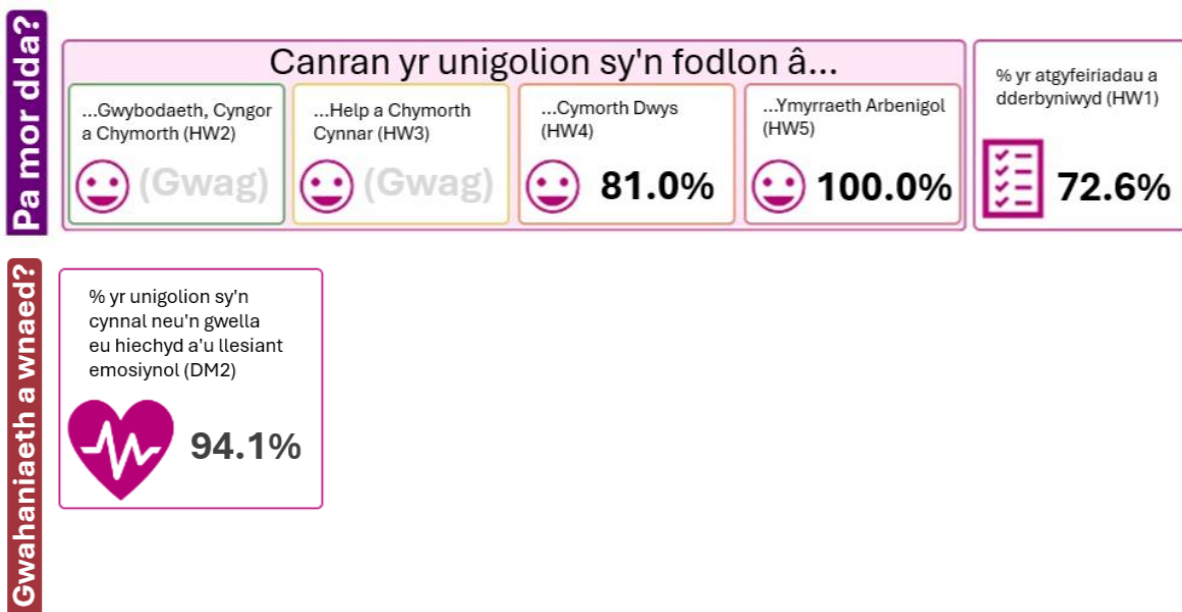 Pa mor dda?
Canran yr unigolion sy'n fodlon â...
...Gwybodaeth, Cyngor
a Chymorth (HW2)
(Gwag)
...Help a Chymorth
Cynnar (HW3)
(Gwag)
...Cymorth Dwys
(HW4)
81.0%
...Ymyrraeth Arbenigol
(HW5)
100.0%
% yr atgyfeiriadau a
dderbyniwyd (HW1)
72.6%
Gwahaniaeth a wnaed?
% yr unigolion sy'n
cynnal neu'n gwella
eu hiechyd a'u llesiant
emosiynol (DM2)
94.1%